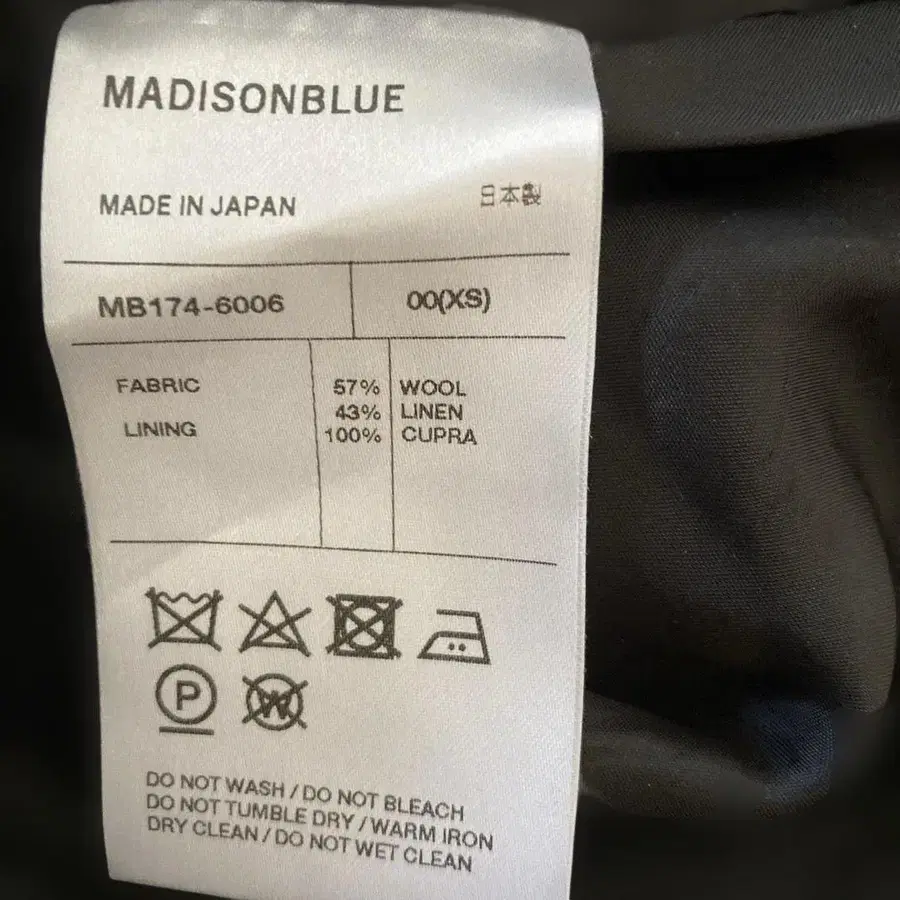 MADISONBLUE
MADE IN JAPAN 日本製
MB174-6006 00(XS)
FABRIC 57% WOOL
43% LINEN
LINING 100% CUPRA
P W
DO NOT WASH / DO NOT BLEACH
DO NOT TUMBLE DRY / WARM IRON
DRY CLEAN / DO NOT WET CLEAN